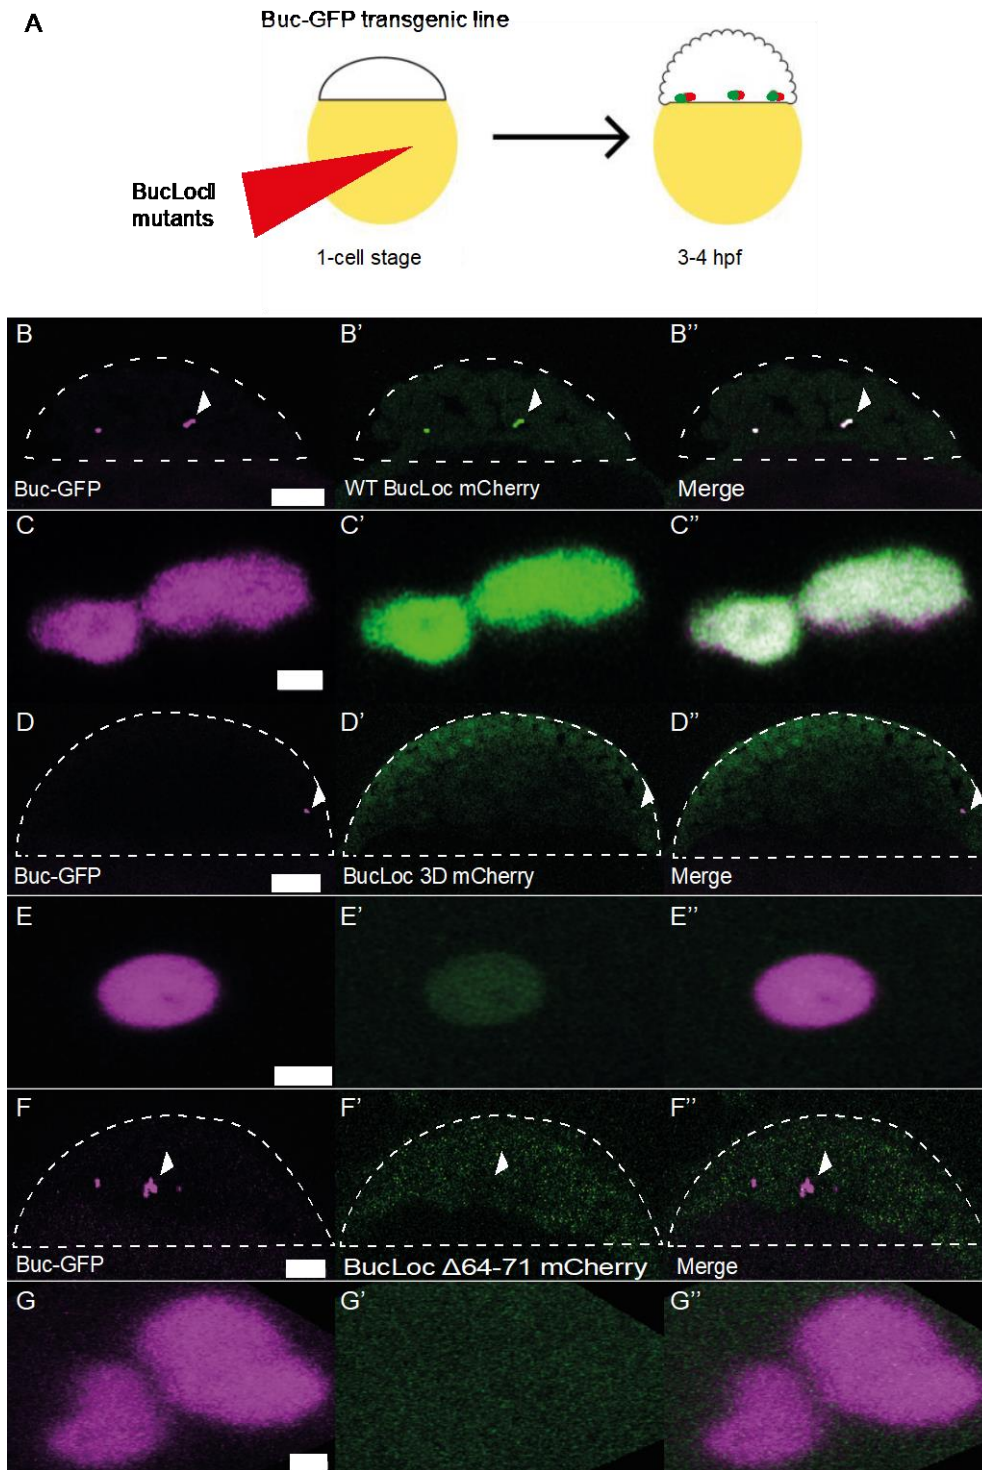 A
Buc-GFP transgenic line
BucLoc
mutants
1-cell stage
3-4 hpf
B
B'
B''
Buc-GFP
WT BucLoc mCherry
Merge
C
C'
C''
D
D'
D''
Buc-GFP
BucLoc 3D mCherry
Merge
E
E'
E''
F
F'
F''
Buc-GFP
BucLoc Δ64-71 mCherry
Merge
G
G'
G''